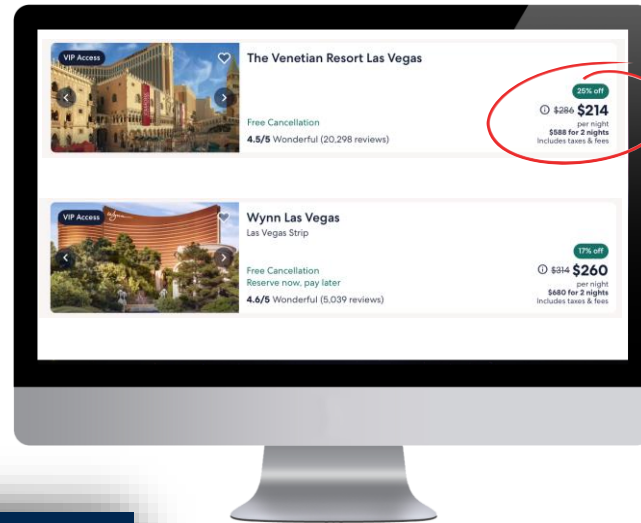 VIP Access
The Venetian Resort Las Vegas
25% off
$286 $214
per night
$588 for 2 nights
Includes taxes & fees
Free Cancellation
4.5/5 Wonderful (20,298 reviews)
VIP Access
Wynn Las Vegas
Las Vegas Strip
17% off
$314 $260
per night
$680 for 2 nights
Includes taxes & fees
Free Cancellation
Reserve now, pay later
4.6/5 Wonderful (5,039 reviews)